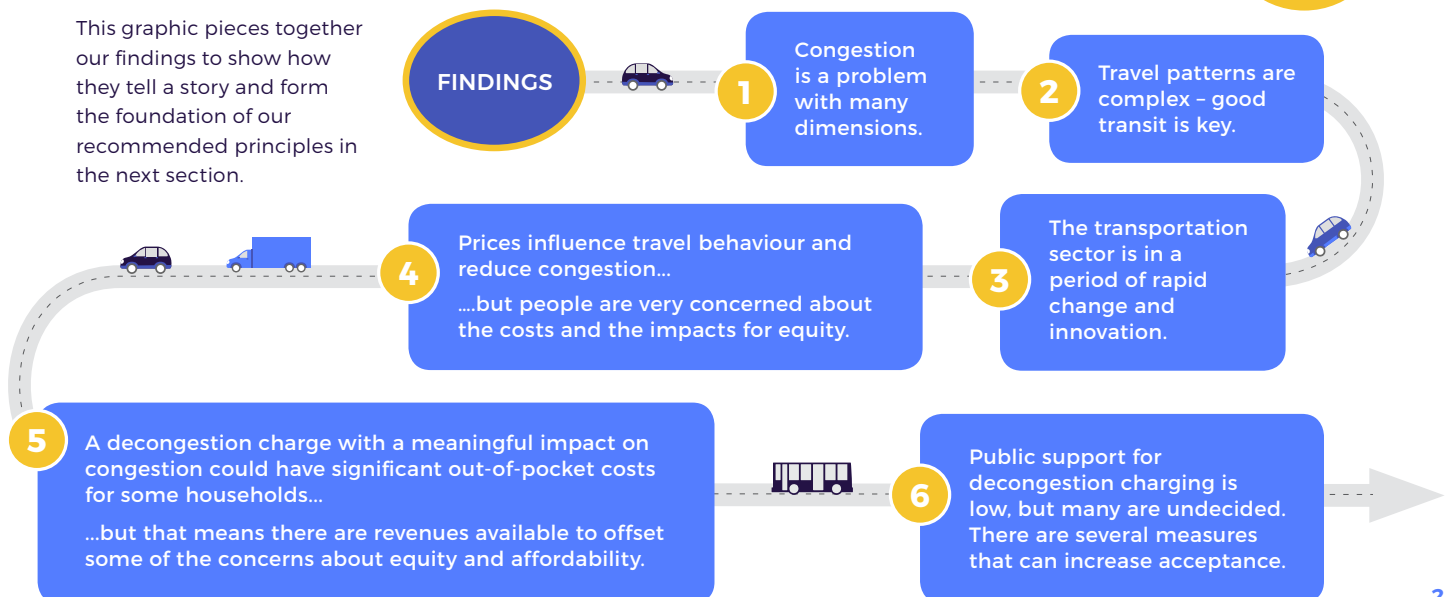 This graphic pieces together
our findings to show how
they tell a story and form
the foundation of our
recommended principles in
the next section.
FINDINGS
1
Congestion
is a problem
with many
dimensions.
2
Travel patterns are
complex – good
transit is key.
3
The transportation
sector is in a
period of rapid
change and
innovation.
4
Prices influence travel behaviour and
reduce congestion...
....but people are very concerned about
the costs and the impacts for equity.
5
A decongestion charge with a meaningful impact on
congestion could have significant out-of-pocket costs
for some households...
...but that means there are revenues available to offset
some of the concerns about equity and affordability.
6
Public support for
decongestion charging is
low, but many are undecided.
There are several measures
that can increase acceptance.